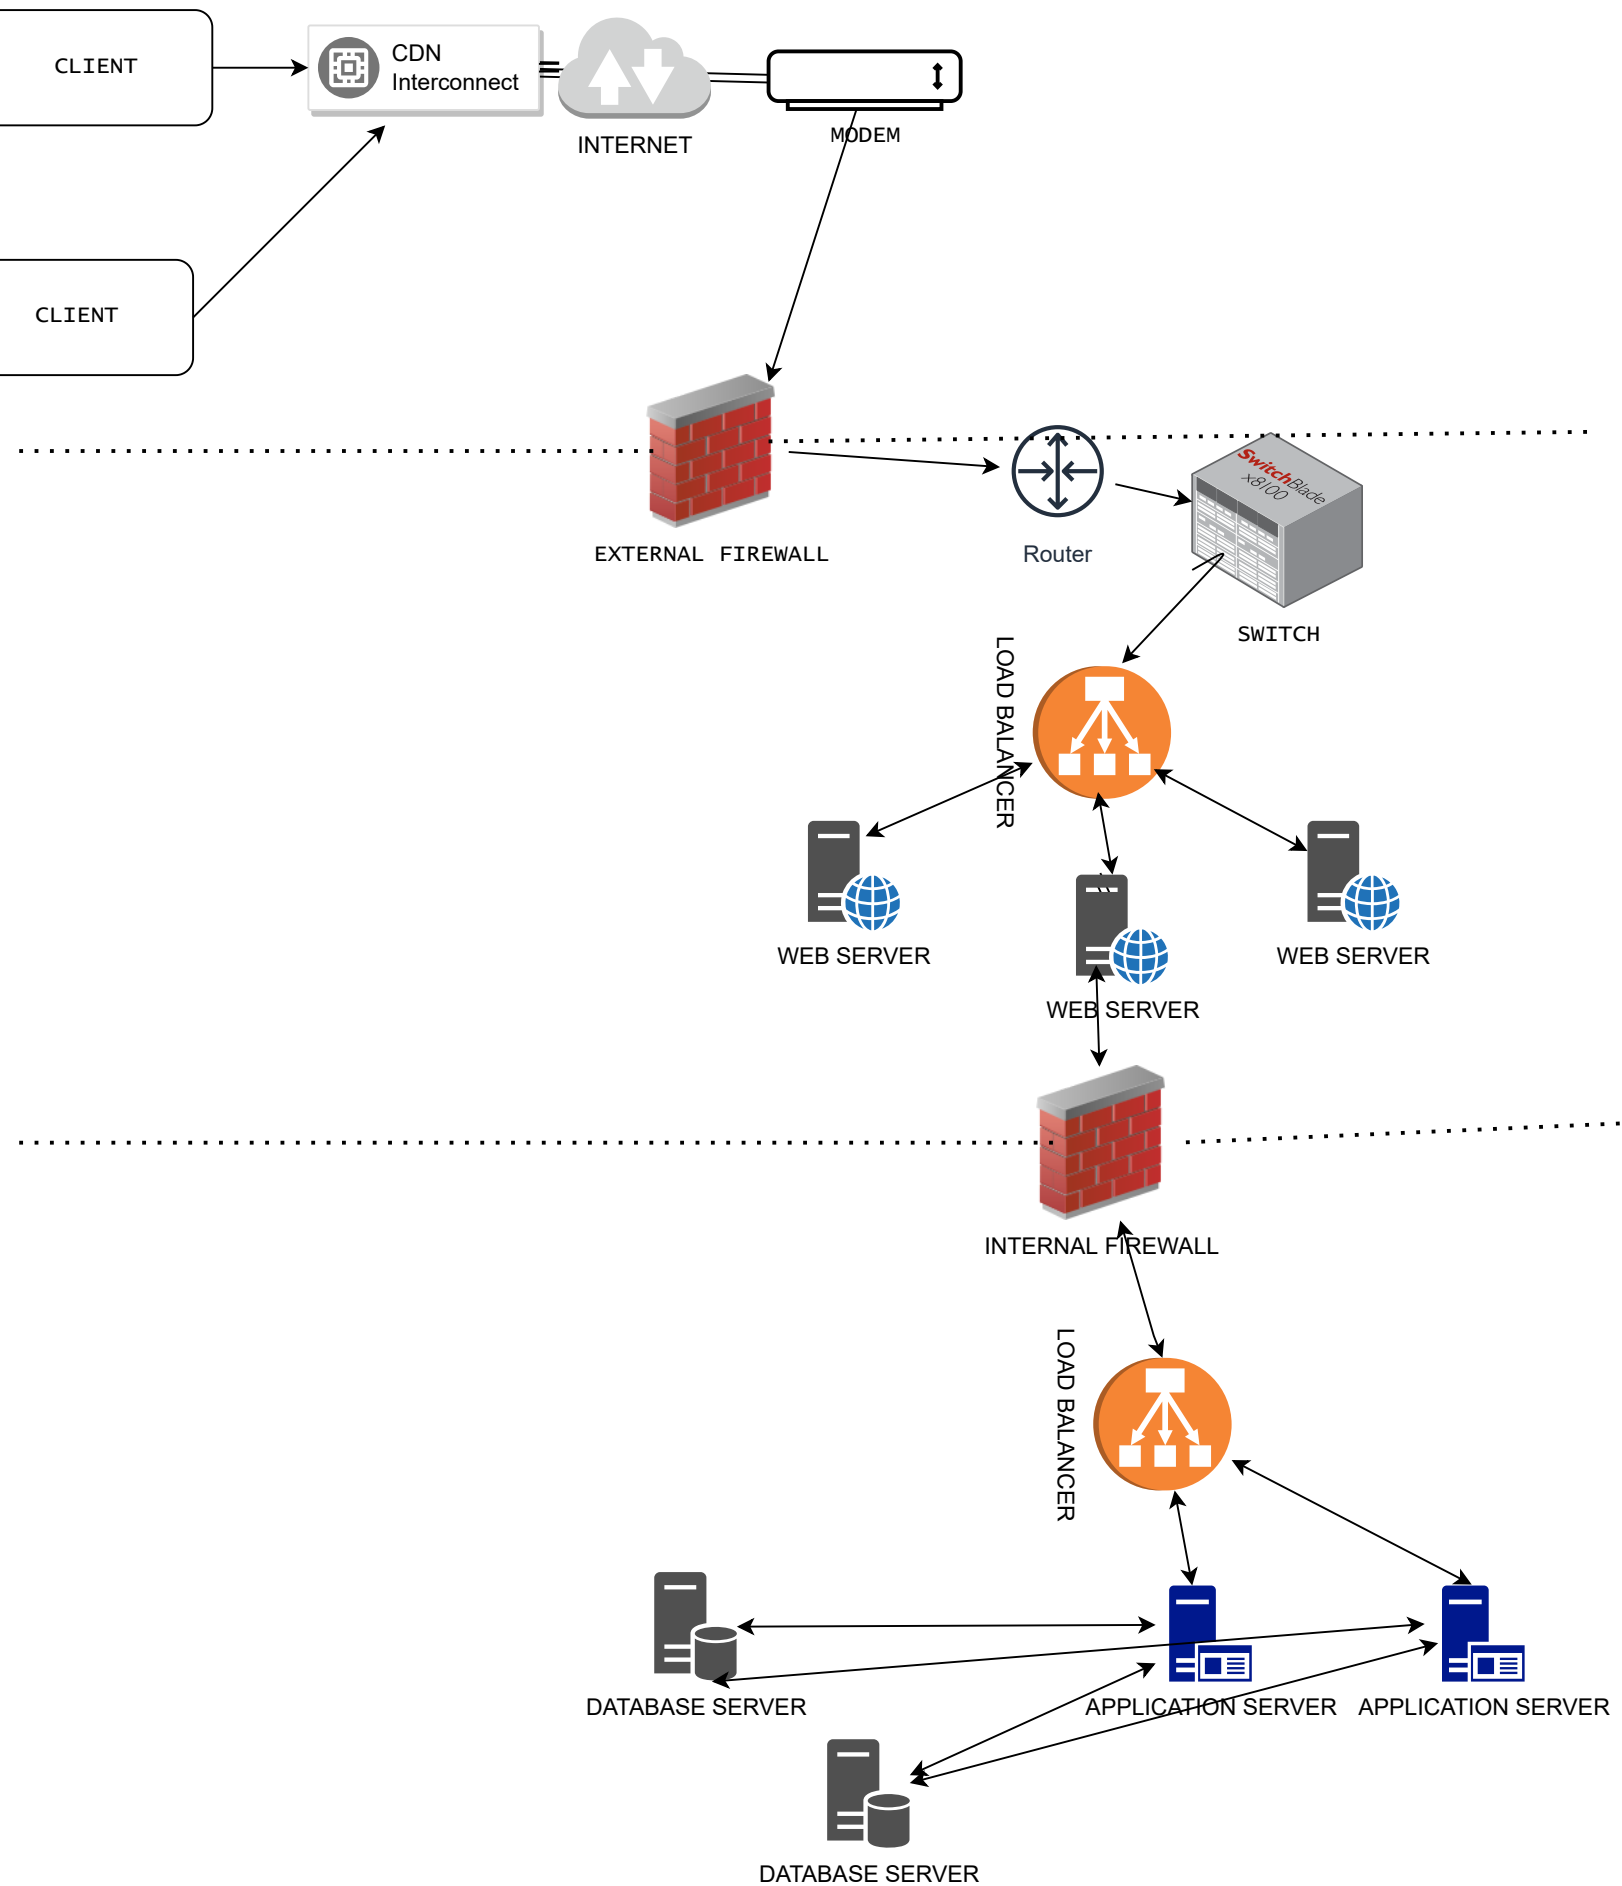 CLIENT
CDN
Interconnect
INTERNET
MODEM
CLIENT
SwitchBlade
x8100
EXTERNAL FIREWALL
Router
SWITCH
LOAD BALANCER
WEB SERVER
WEB SERVER
WEB SERVER
INTERNAL FIREWALL
LOAD BALANCER
DATABASE SERVER
APPLICATION SERVER
APPLICATION SERVER
DATABASE SERVER